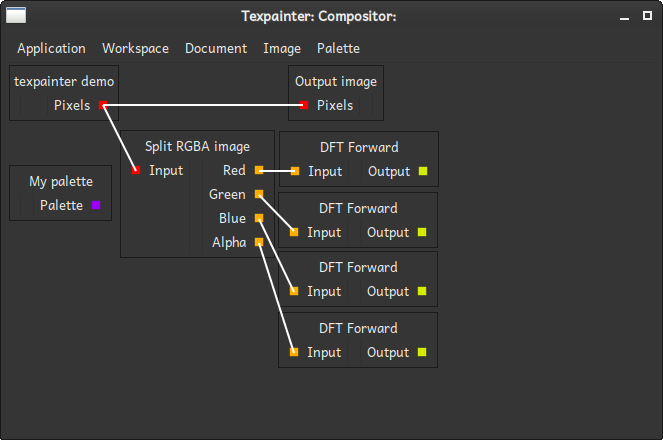 Texpainter: Compositor:
Application Workspace Document Image Palette
texpainter demo
Pixels
Output image
Pixels
Split RGBA image
Input Red
Green
Blue
Alpha
My palette
Palette
DFT Forward
Input Output
DFT Forward
Input Output
DFT Forward
Input Output
DFT Forward
Input Output